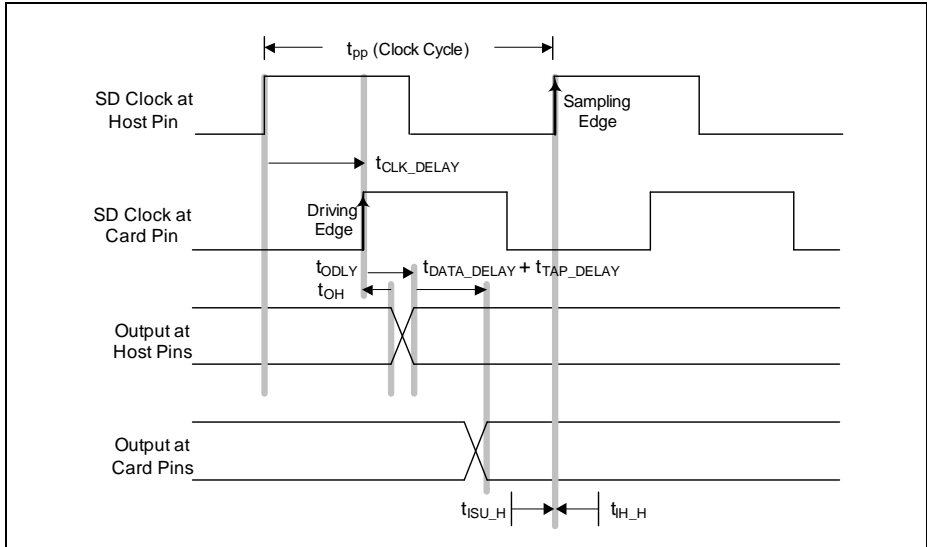 tpp (Clock Cycle)
SD Clock at
Host Pin
Sampling
Edge
tCLK_DELAY
SD Clock at
Card Pin
Driving
Edge
tODLY
tDATA_DELAY + tTAP_DELAY
tOH
Output at
Host Pins
Output at
Card Pins
tISU_H
tIH_H